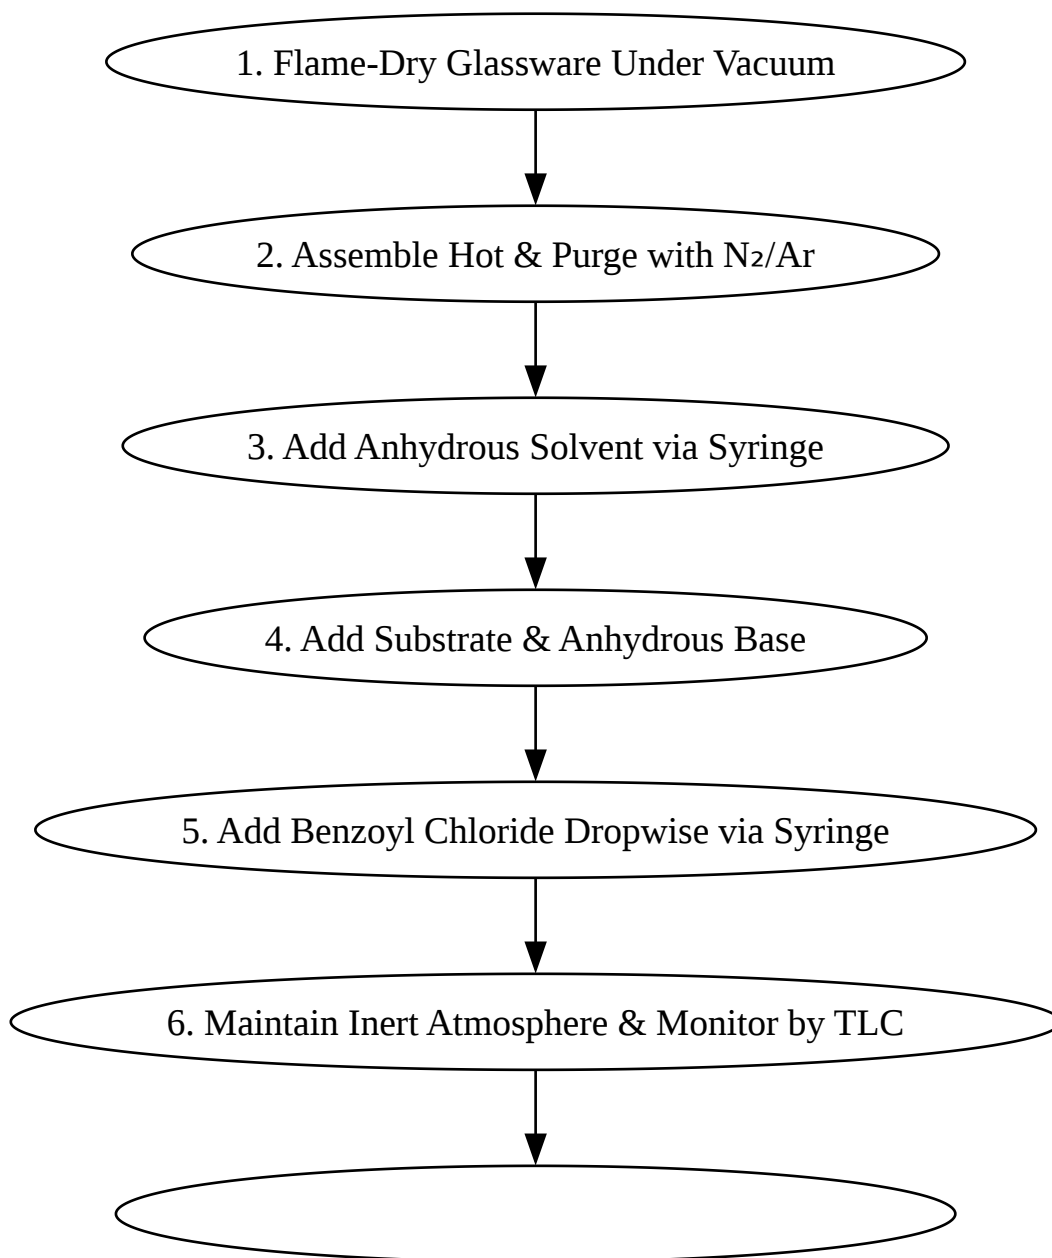 1. Flame-Dry Glassware Under Vacuum
2. Assemble Hot & Purge with N₂/Ar
3. Add Anhydrous Solvent via Syringe
4. Add Substrate & Anhydrous Base
5. Add Benzoyl Chloride Dropwise via Syringe
6. Maintain Inert Atmosphere & Monitor by TLC